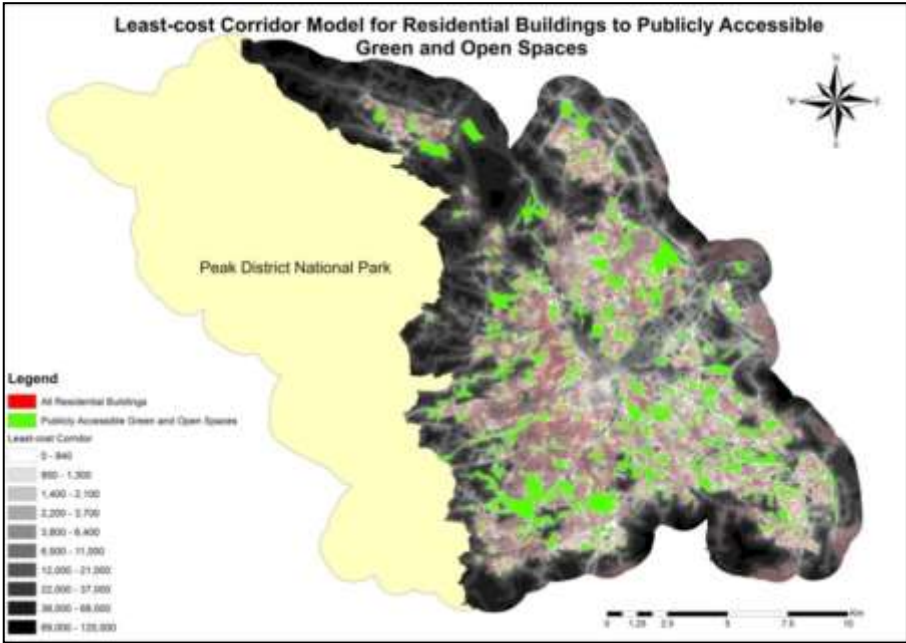 Least-cost Corridor Model for Residential Buildings to Publicly Accessible
Green and Open Spaces
N
W E
S
Peak District National Park
Legend
All Residential Buildings
Publicly Accessible Green and Open Spaces
Least-cost Corridor
0 - 840
850 - 1,300
1,400 - 2,100
2,200 - 3,700
3,800 - 6,400
6,500 - 11,000
12,000 - 21,000
22,000 - 37,000
38,000 - 68,000
69,000 - 120,000
Km
0 1.25 2.5 5 7.5 10